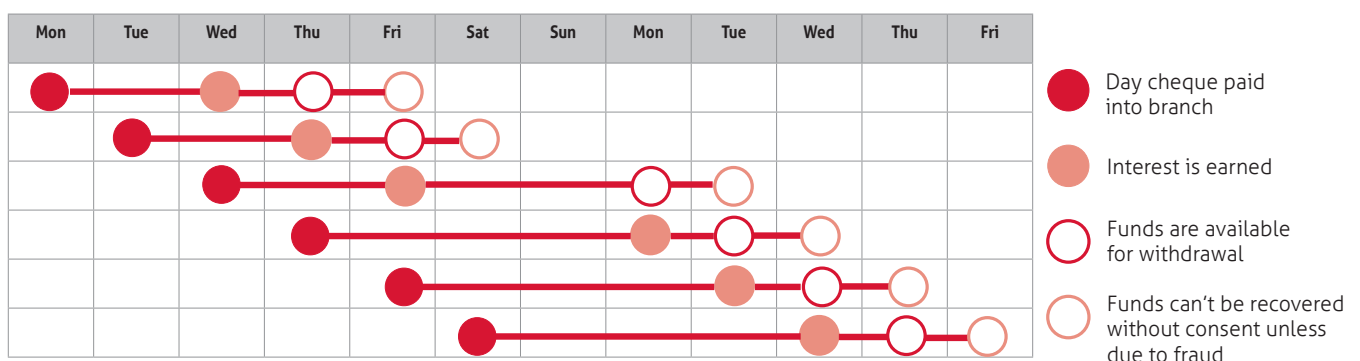 Mon Tue Wed Thu Fri Sat Sun Mon Tue Wed Thu Fri
Day cheque paid
into branch
Interest is earned
Funds are available
for withdrawal
Funds can't be recovered
without consent unless
due to fraud